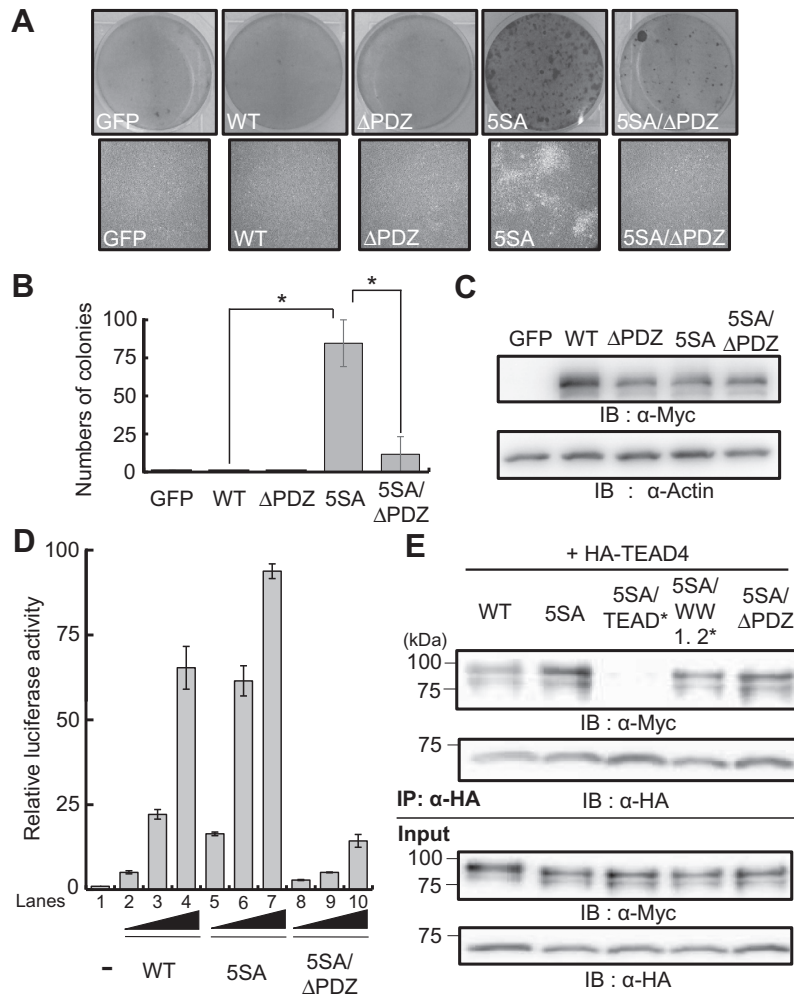 A
GFP WT ΔPDZ 5SA 5SA/ΔPDZ
GFP WT ΔPDZ 5SA 5SA/ΔPDZ
B
Numbers of colonies
100
75
50
25
0
*
*
GFP WT ΔPDZ 5SA 5SA/
ΔPDZ
C
GFP WT ΔPDZ 5SA 5SA/
ΔPDZ
IB : α-Myc
IB : α-Actin
D
Relative luciferase activity
100
75
50
25
0
Lanes 1 2 3 4 5 6 7 8 9 10
- WT 5SA 5SA/
ΔPDZ
E
+ HA-TEAD4
WT 5SA 5SA/
TEAD* 5SA/
WW
1. 2* 5SA/
ΔPDZ
(kDa)
100
75
IB : α-Myc
75
IP: α-HA IB : α-HA
Input
100
75
IB : α-Myc
75
IB : α-HA